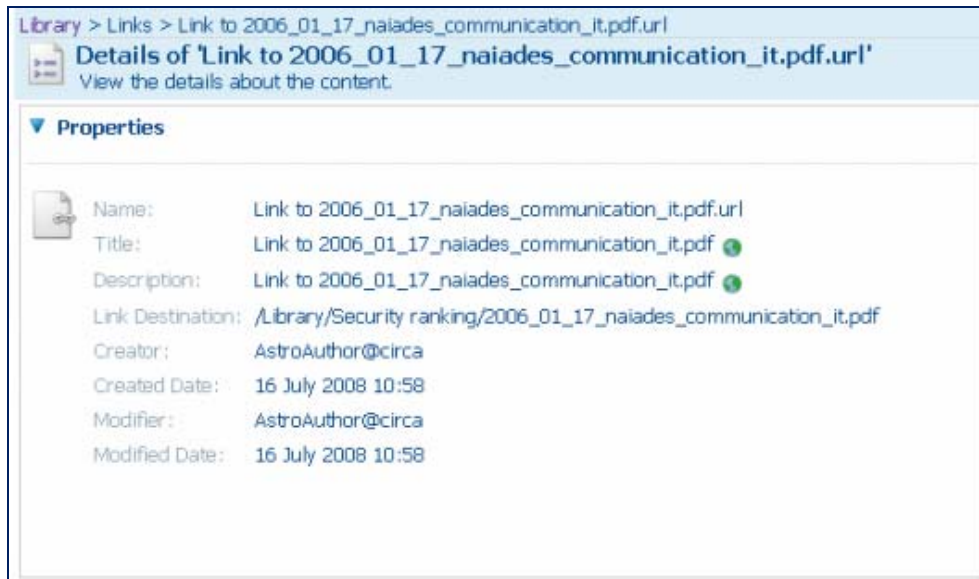 Library > Links > Link to 2006_01_17_naiades_communication_it.pdf.url
Details of 'Link to 2006_01_17_naiades_communication_it.pdf.url'
View the details about the content.
Properties
Name: Link to 2006_01_17_naiades_communication_it.pdf.url
Title: Link to 2006_01_17_naiades_communication_it.pdf
Description: Link to 2006_01_17_naiades_communication_it.pdf
Link Destination: /Library/Security ranking/2006_01_17_naiades_communication_it.pdf
Creator: AstroAuthor@circa
Created Date: 16 July 2008 10:58
Modifier: AstroAuthor@circa
Modified Date: 16 July 2008 10:58